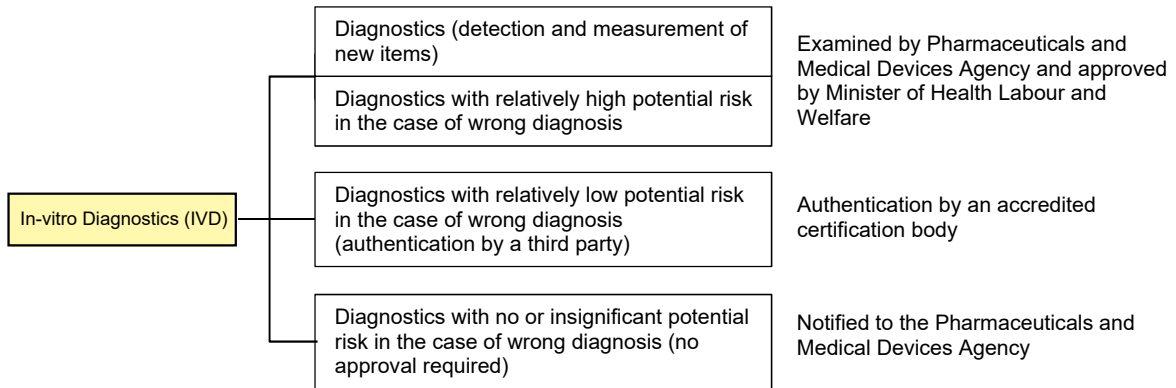 Diagnostics (detection and measurement of
new items)
Examined by Pharmaceuticals and
Medical Devices Agency and approved
by Minister of Health Labour and
Welfare
Diagnostics with relatively high potential risk
in the case of wrong diagnosis
In-vitro Diagnostics (IVD)
Diagnostics with relatively low potential risk
in the case of wrong diagnosis
(authentication by a third party)
Authentication by an accredited
certification body
Diagnostics with no or insignificant potential
risk in the case of wrong diagnosis (no
approval required)
Notified to the Pharmaceuticals and
Medical Devices Agency